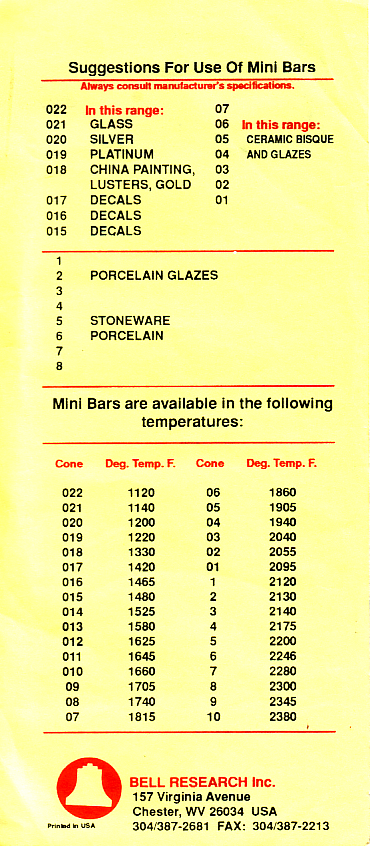 Suggestions For Use Of Mini Bars
Always consult manufacturer's specifications.
022 In this range: 07
021 GLASS 06 In this range:
020 SILVER 05 CERAMIC BISQUE
019 PLATINUM 04 AND GLAZES
018 CHINA PAINTING, 03
LUSTERS, GOLD 02
017 DECALS 01
016 DECALS
015 DECALS
1
2 PORCELAIN GLAZES
3
4
5 STONEWARE
6 PORCELAIN
7
8
Mini Bars are available in the following
temperatures:
Cone Deg. Temp. F. Cone Deg. Temp. F.
022 1120 06 1860
021 1140 05 1905
020 1200 04 1940
019 1220 03 2040
018 1330 02 2055
017 1420 01 2095
016 1465 1 2120
015 1480 2 2130
014 1525 3 2140
013 1580 4 2175
012 1625 5 2200
011 1645 6 2246
010 1660 7 2280
09 1705 8 2300
08 1740 9 2345
07 1815 10 2380
BELL RESEARCH Inc.
157 Virginia Avenue
Chester, WV 26034 USA
Printed in USA 304/387-2681 FAX: 304/387-2213